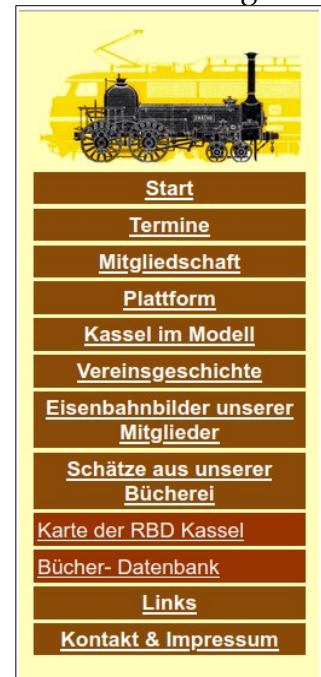 Start
Termine
Mitgliedschaft
Plattform
Kassel im Modell
Vereinsgeschichte
Eisenbahnbilder unserer
Mitglieder
Schätze aus unserer
Bücherei
Karte der RBD Kassel
Bücher- Datenbank
Links
Kontakt & Impressum